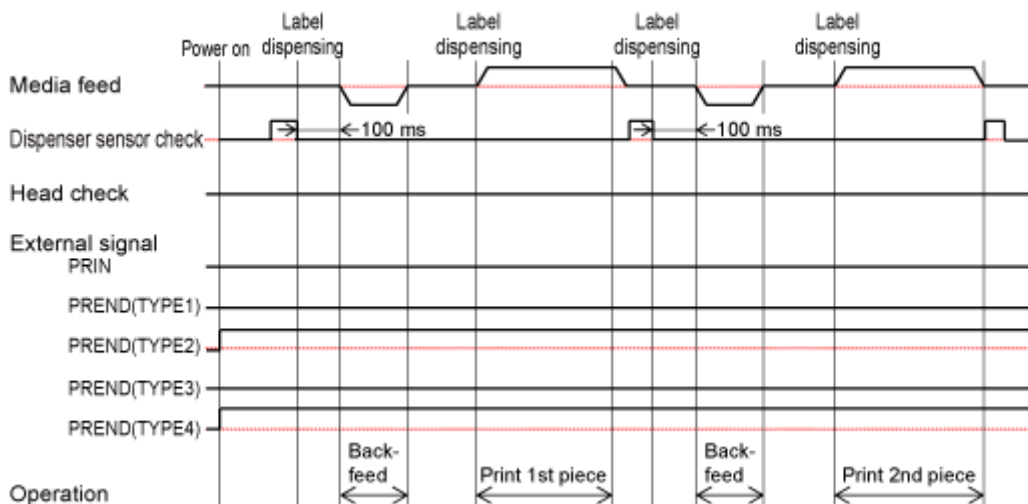 Label Label Label Label
Power on dispensing dispensing dispensing dispensing
Media feed
Dispenser sensor check 100 ms 100 ms
Head check
External signal
PRIN
PREND(TYPE1)
PREND(TYPE2)
PREND(TYPE3)
PREND(TYPE4)
Back- Back-
feed Print 1st piece feed Print 2nd piece
Operation